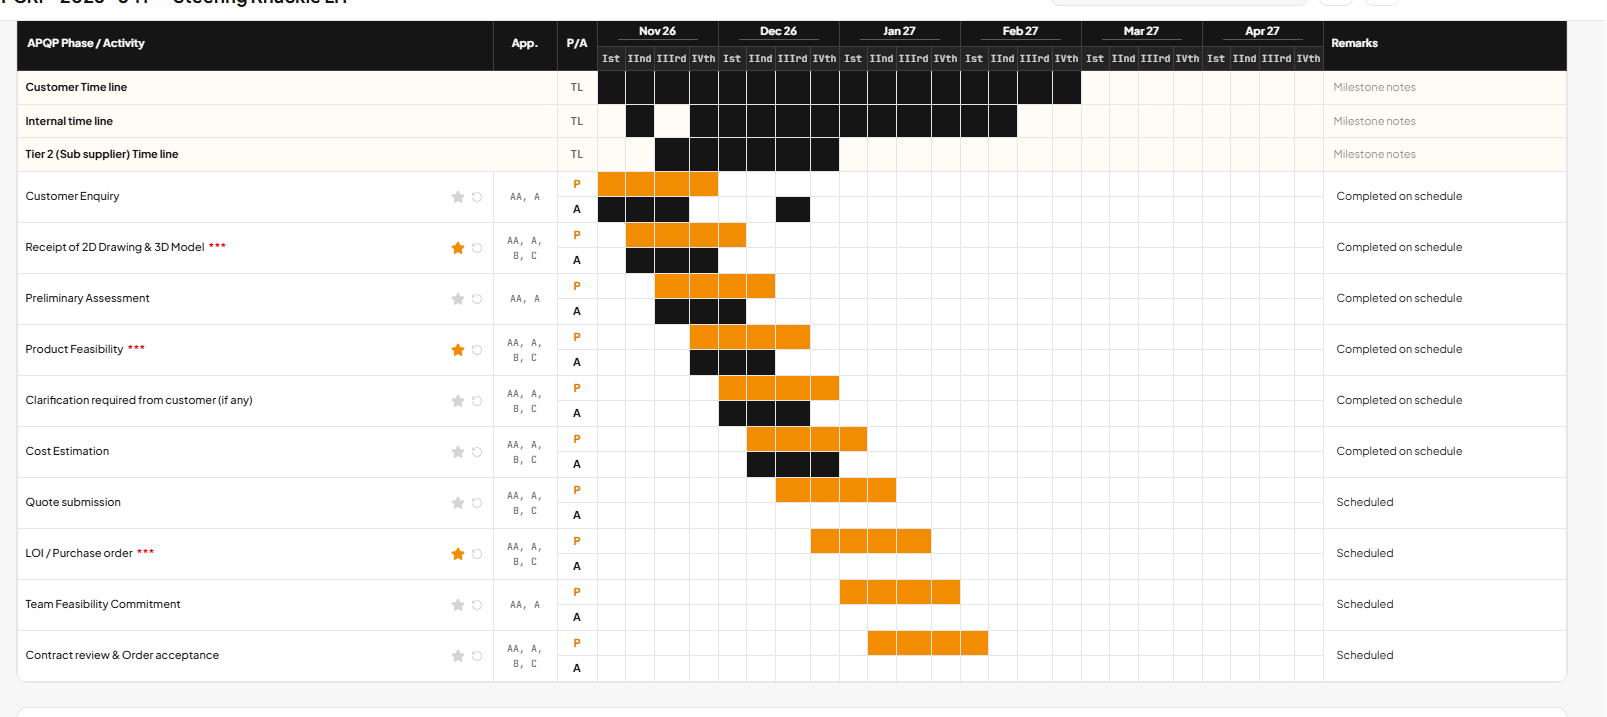 Steering Knuckle LH
APQP Phase / Activity App. P/A Nov 26 Dec 26 Jan 27 Feb 27 Mar 27 Apr 27 Remarks
Ist IInd IIIrd IVth Ist IInd IIIrd IVth Ist IInd IIIrd IVth Ist IInd IIIrd IVth Ist IInd IIIrd IVth Ist IInd IIIrd IVth
Customer Time line TL Milestone notes
Internal time line TL Milestone notes
Tier 2 (Sub supplier) Time line TL Milestone notes
Customer Enquiry AA, A P Completed on schedule
A
Receipt of 2D Drawing & 3D Model *** AA, A, P Completed on schedule
B, C A
Preliminary Assessment AA, A P Completed on schedule
A
Product Feasibility *** AA, A, P Completed on schedule
B, C A
Clarification required from customer (if any) AA, A, P Completed on schedule
B, C A
Cost Estimation AA, A, P Completed on schedule
B, C A
Quote submission AA, A, P Scheduled
B, C A
LOI / Purchase order *** AA, A, P Scheduled
B, C A
Team Feasibility Commitment AA, A P Scheduled
A
Contract review & Order acceptance AA, A, P Scheduled
B, C A